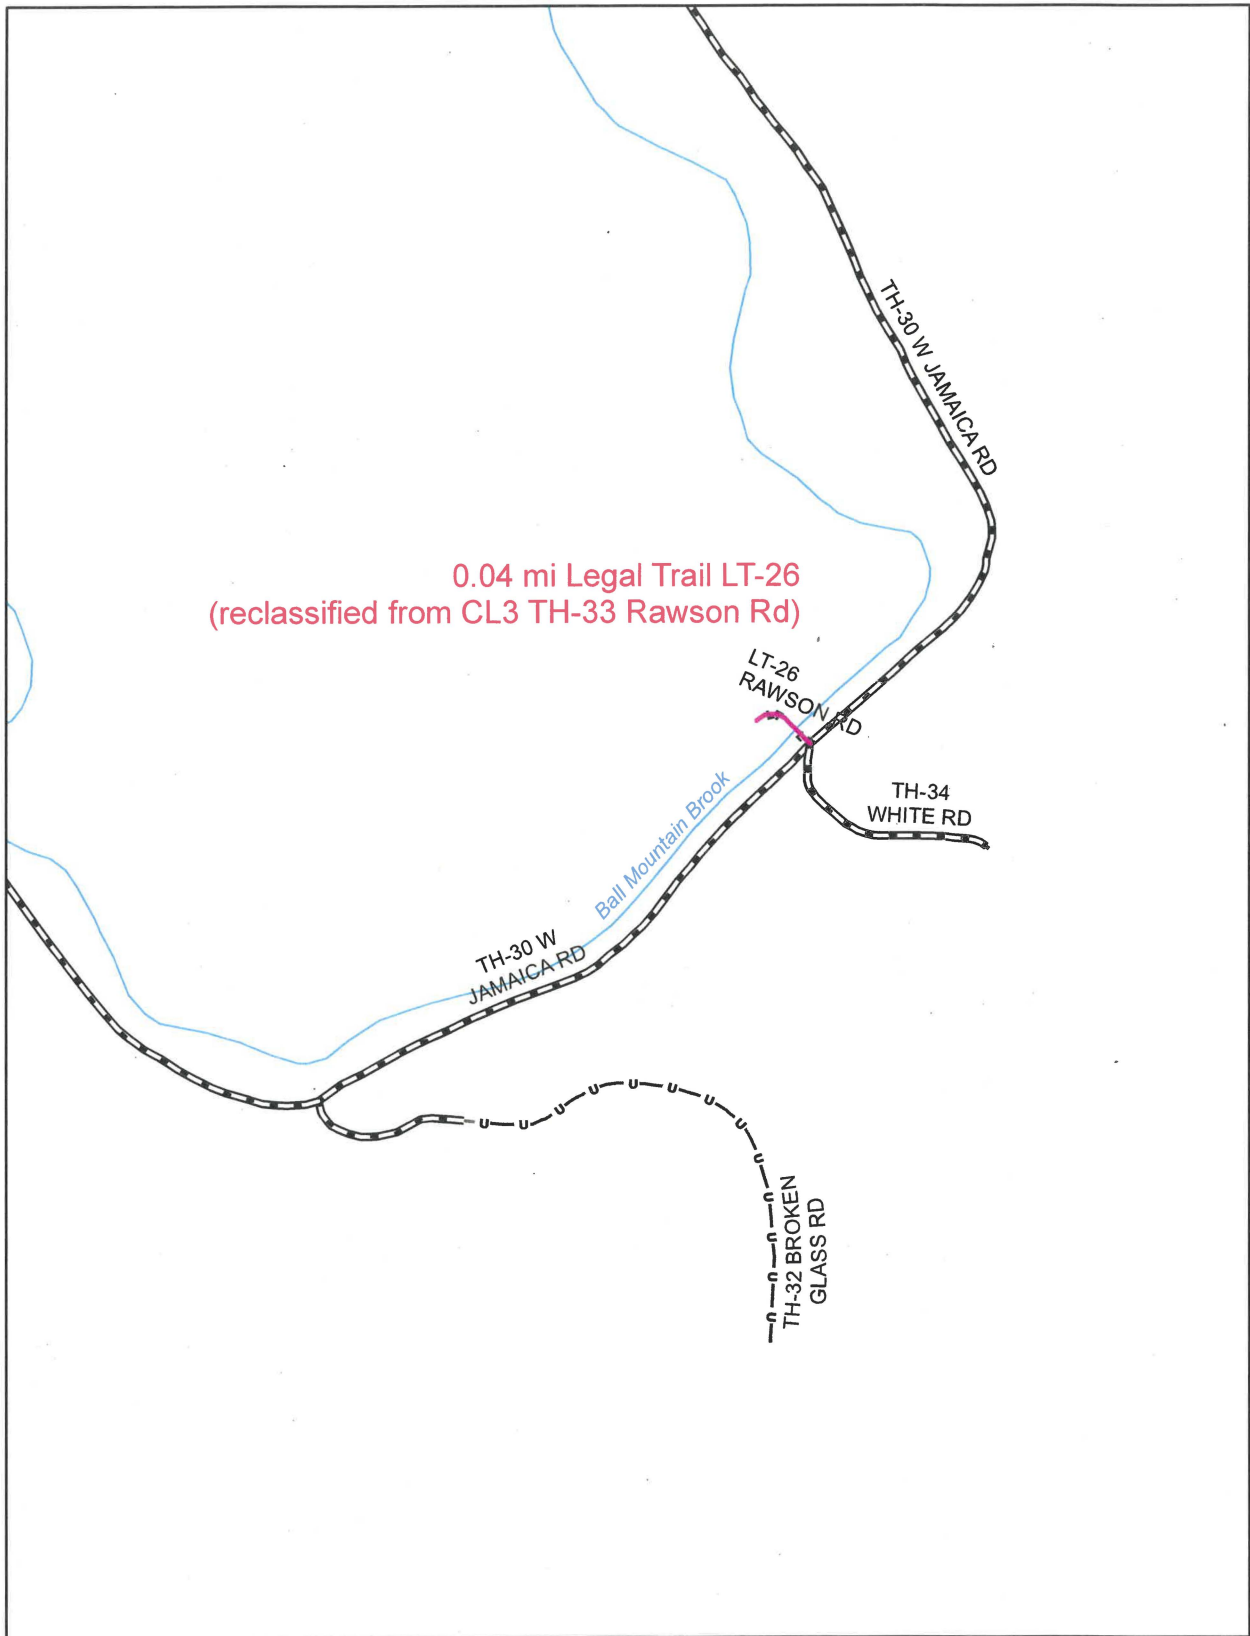 TH-30 W JAMAICA RD
0.04 mi Legal Trail LT-26
(reclassified from CL3 TH-33 Rawson Rd)
LT-26
RAWSON RD
TH-34
WHITE RD
Ball Mountain Brook
TH-30 W
JAMAICA RD
TH-32 BROKEN
GLASS RD